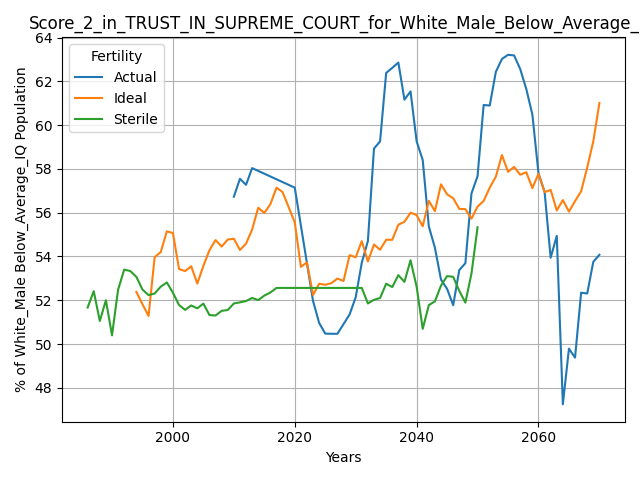 Score_2_in_TRUST_IN_SUPREME_COURT_for_White_Male_Below_Average_
Fertility
Actual
Ideal
Sterile
% of White_Male Below_Average_IQ Population
64
62
60
58
56
54
52
50
48
2000
2020
2040
2060
Years